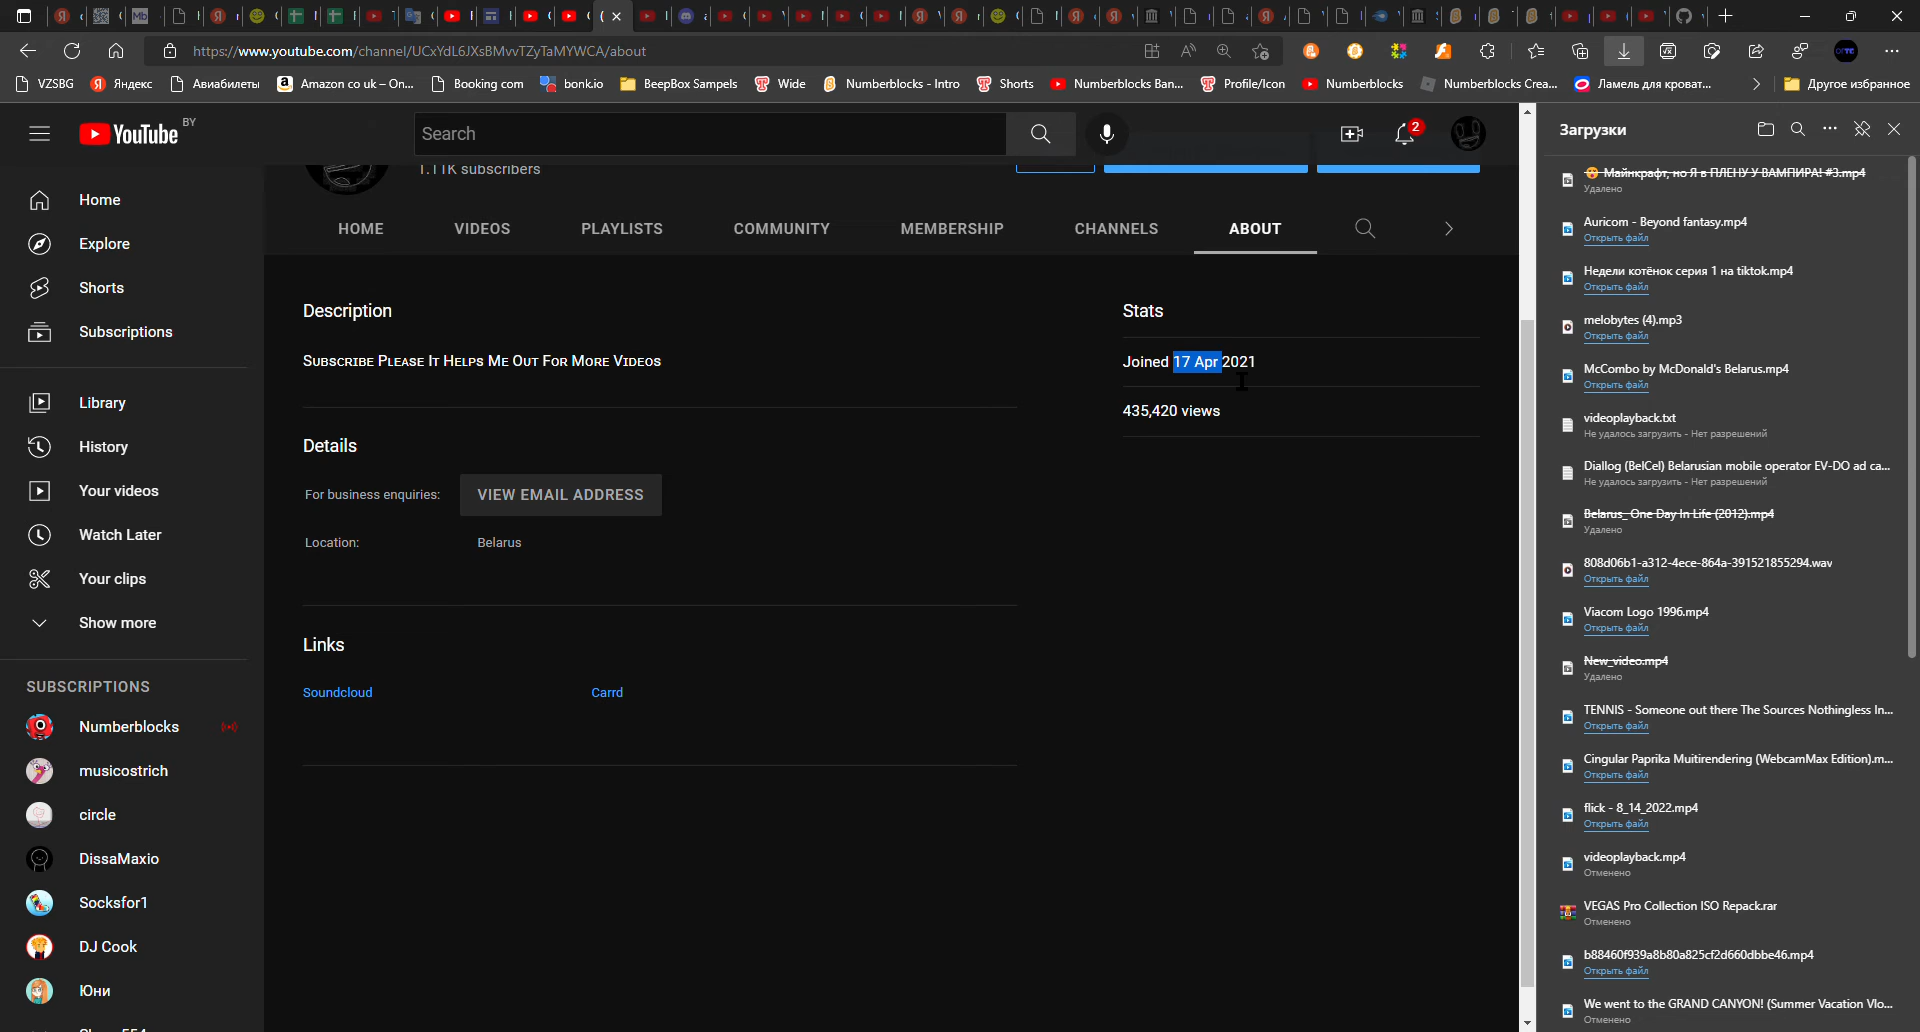 https://www.youtube.com/channel/UCxYdL6JXsBMvvTZyTaMYWCA/about
VZSBG
Яндекс
Авиабилеты
Amazon co uk – On...
Booking com
bonk.io
BeepBox Sampels
Wide
Numberblocks - Intro
Shorts
Numberblocks Ban...
Profile/Icon
Numberblocks
Numberblocks Crea...
Ламель для кроват...
Другое избранное
YouTube BY
Search
2
1.11K subscribers
HOME
VIDEOS
PLAYLISTS
COMMUNITY
MEMBERSHIP
CHANNELS
ABOUT
Home
Explore
Shorts
Subscriptions
Library
History
Your videos
Watch Later
Your clips
Show more
SUBSCRIPTIONS
Numberblocks
musicostrich
circle
DissaMaxio
Socksfor1
DJ Cook
Юни
Description
Sᴜʙsᴄʀɪʙᴇ Pʟᴇᴀsᴇ Iᴛ Hᴇʟᴘs Mᴇ Oᴜᴛ Fᴏʀ Mᴏʀᴇ Vɪᴅᴇᴏs
Details
For business enquiries:
VIEW EMAIL ADDRESS
Location:
Belarus
Links
Soundcloud
Carrd
Stats
Joined 17 Apr 2021
435,420 views
Загрузки
Майнкрафт, но Я в ПЛЕНУ У ВАМПИРА! #3.mp4
Удалено
Auricom - Beyond fantasy.mp4
Открыть файл
Недели котёнок серия 1 на tiktok.mp4
Открыть файл
melobytes (4).mp3
Открыть файл
McCombo by McDonald's Belarus.mp4
Открыть файл
videoplayback.txt
Не удалось загрузить - Нет разрешений
Diallog (BelCel) Belarusian mobile operator EV-DO ad ca...
Не удалось загрузить - Нет разрешений
Belarus_ One Day In Life (2012).mp4
Удалено
808d06b1-a312-4ece-864a-391521855294.wav
Открыть файл
Viacom Logo 1996.mp4
Открыть файл
New_video.mp4
Удалено
TENNIS - Someone out there The Sources Nothingless In...
Открыть файл
Cingular Paprika Muitirendering (WebcamMax Edition).m...
Открыть файл
flick - 8_14_2022.mp4
Открыть файл
videoplayback.mp4
Отменено
VEGAS Pro Collection ISO Repack.rar
Отменено
b88460f939a8b80a825cf2d660dbbe46.mp4
Открыть файл
We went to the GRAND CANYON! (Summer Vacation Vlo...
Отменено